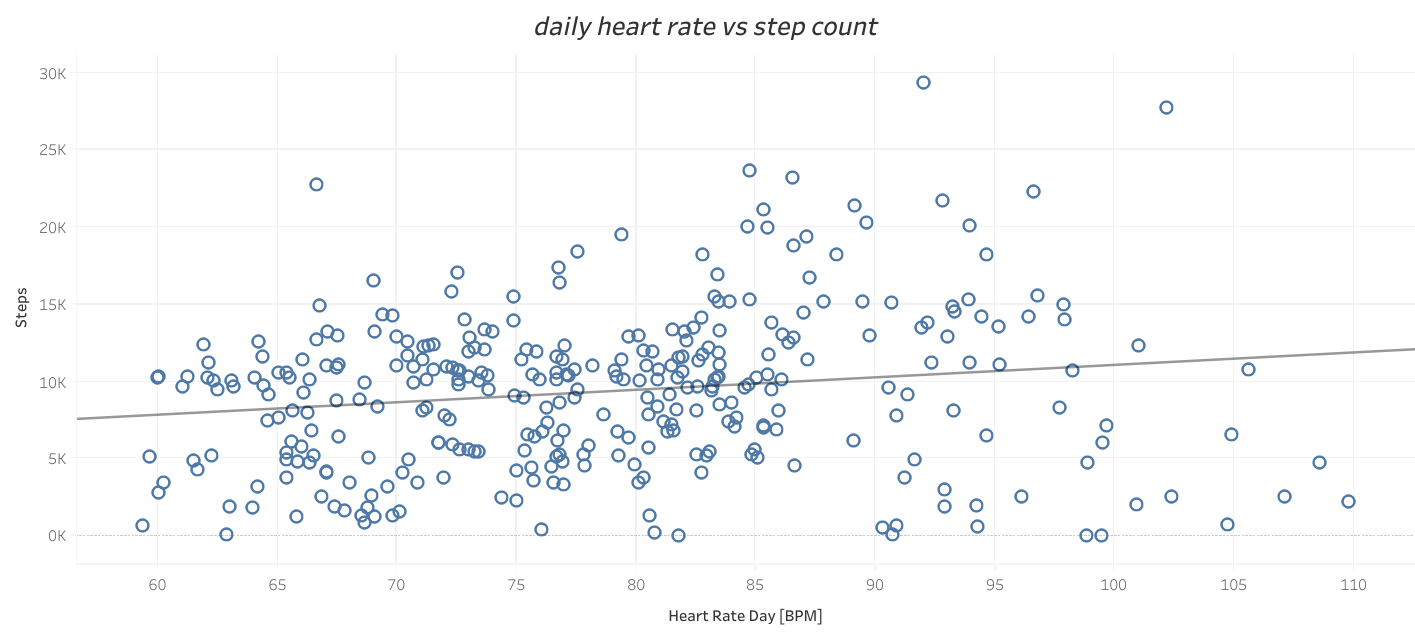 daily heart rate vs step count
30K
25K
20K
15K
10K
5K
0K
Steps
60 65 70 75 80 85 90 95 100 105 110
Heart Rate Day [BPM]